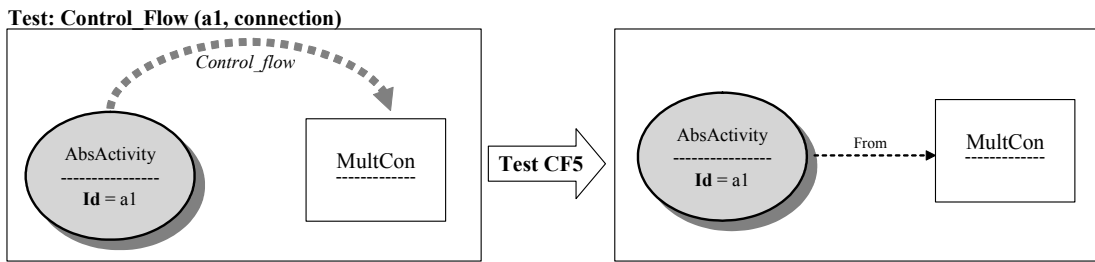 Test: Control_Flow (a1, connection)
Control_flow
AbsActivity
Id = a1
MultCon
Test CF5
AbsActivity
Id = a1
From
MultCon